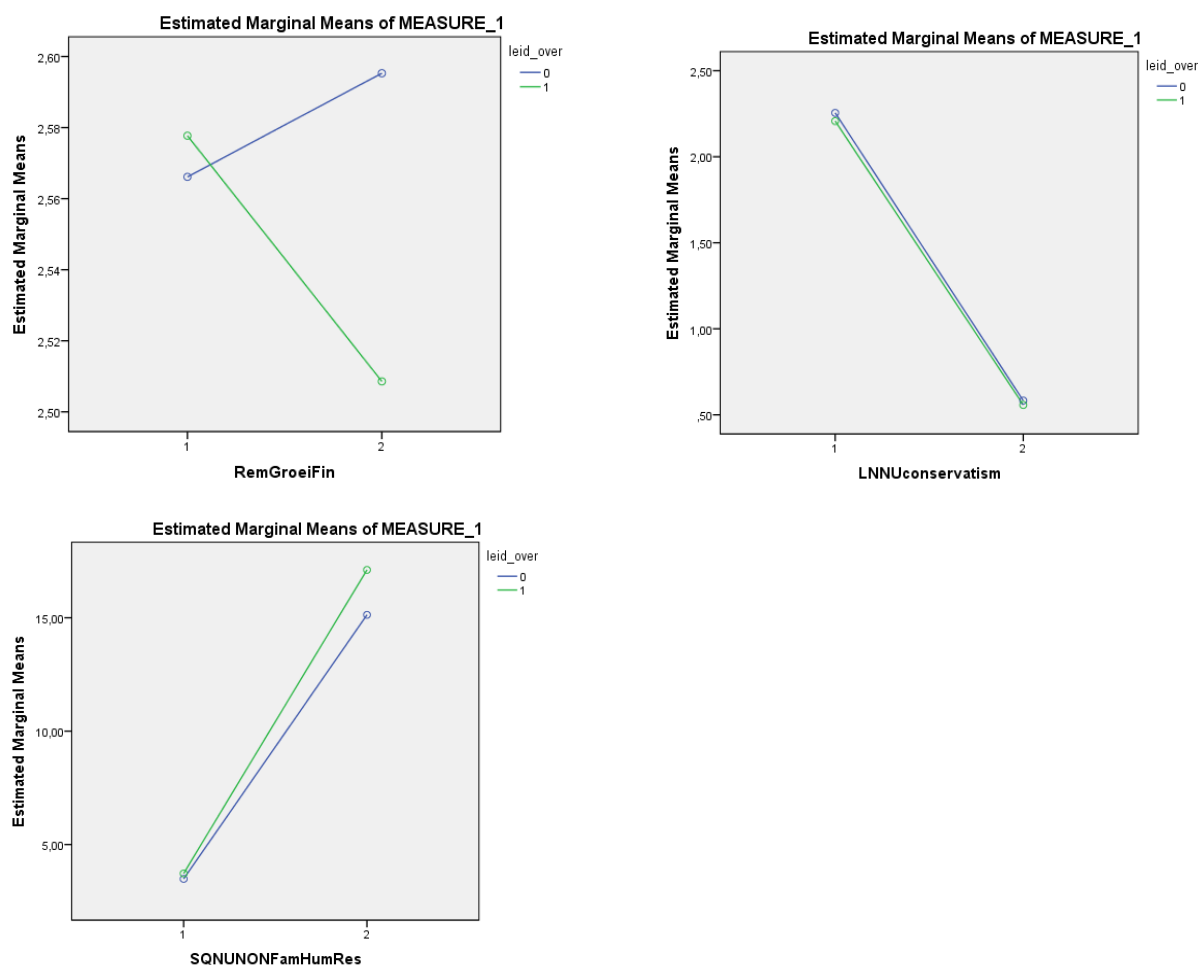 Estimated Marginal Means of MEASURE_1
leid_over
0
1
Estimated Marginal Means
2,60
2,58
2,56
2,54
2,52
2,50
1
2
RemGroeiFin
Estimated Marginal Means of MEASURE_1
leid_over
0
1
Estimated Marginal Means
2,50
2,00
1,50
1,00
,50
1
2
LNNUconservatism
Estimated Marginal Means of MEASURE_1
leid_over
0
1
Estimated Marginal Means
15,00
10,00
5,00
1
2
SQNUNONFamHumRes